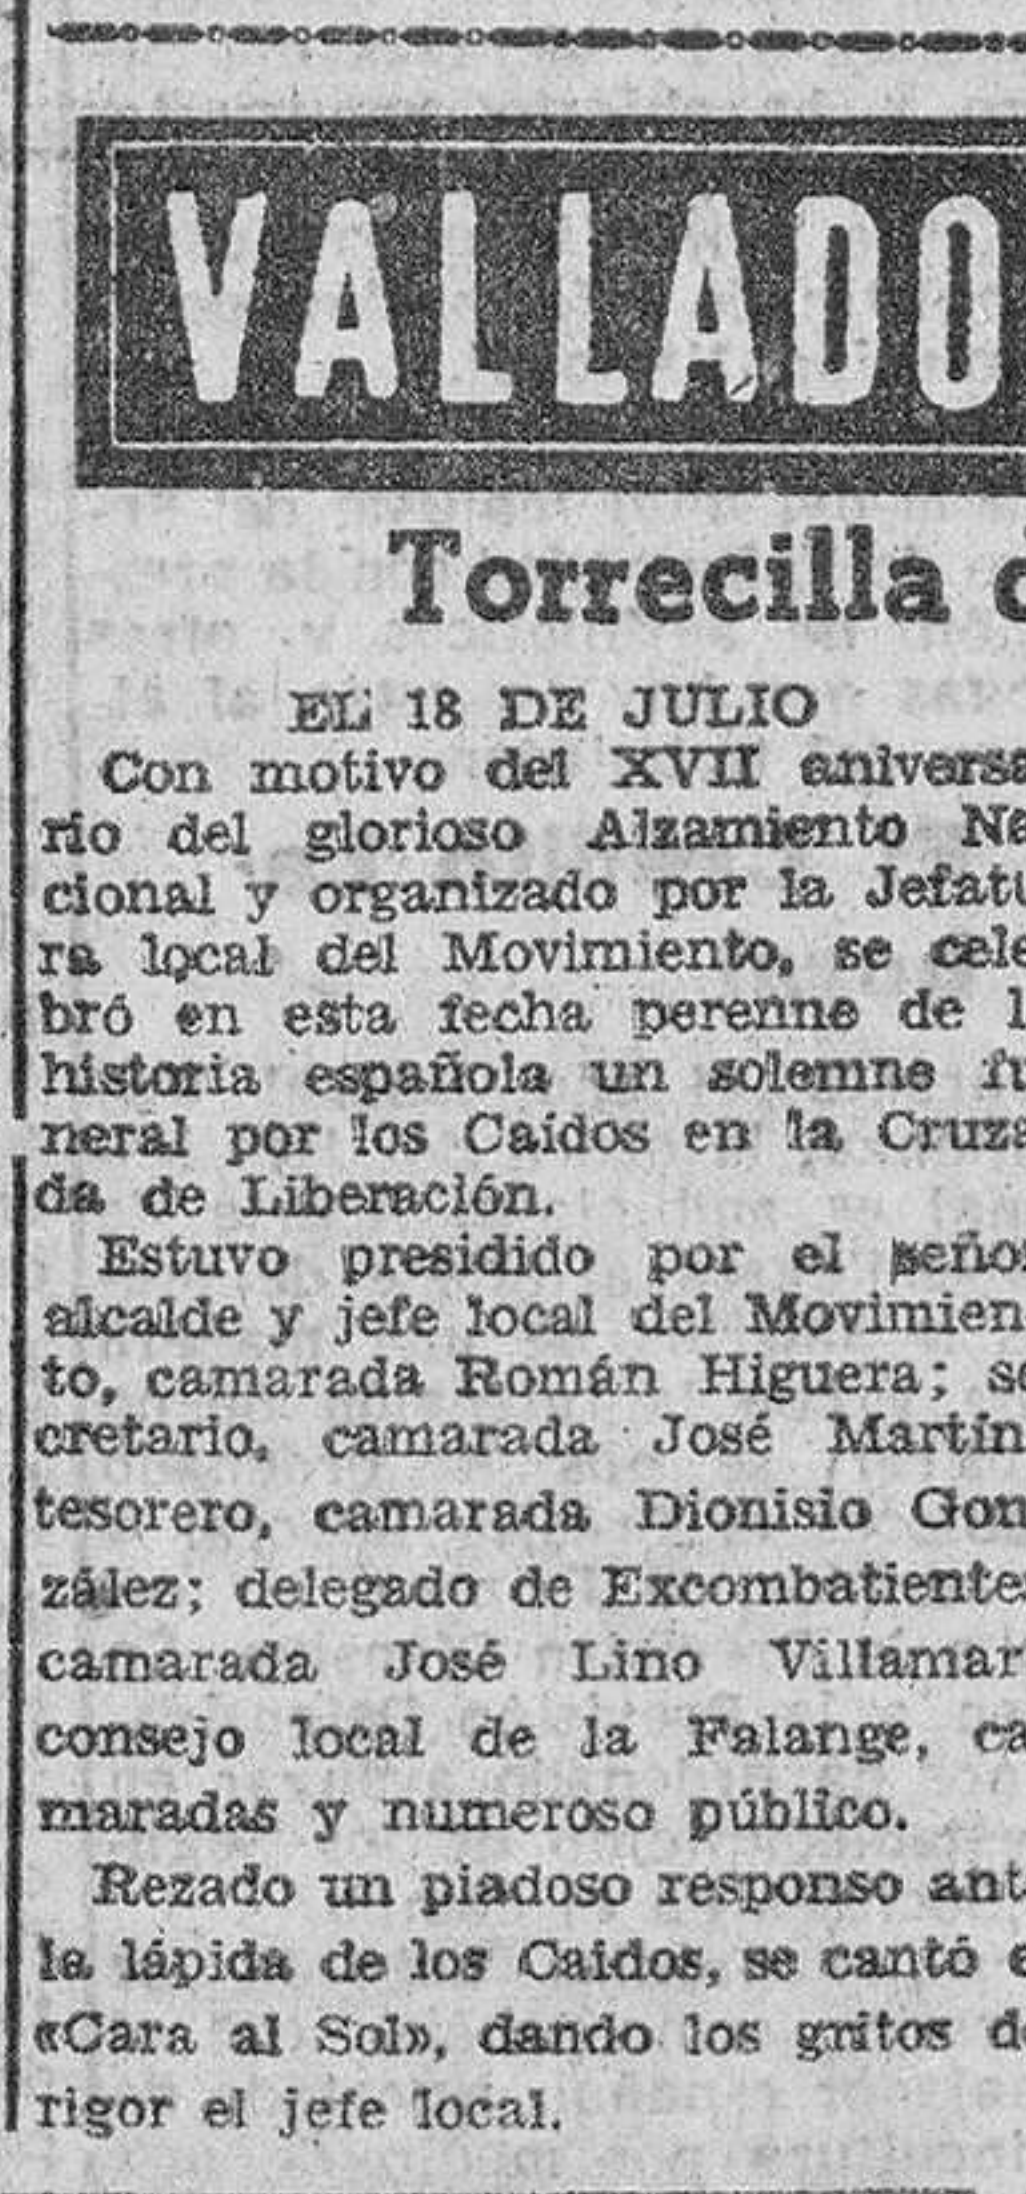 VALLADO
Torrecilla d
EL 18 DE JULIO
Con motivo del XVII aniversa
rio del glorioso Alzamiento Na
cional y organizado por la Jefatu
ra local del Movimiento, se cele
bró en esta fecha perenne de l
historia española un solemne fu
neral por los Caídos en la Cruza
da de Liberación.
Estuvo presidido por el señor
alcalde y jefe local del Movimien
to, camarada Román Higuera; se
cretario, camarada José Martín
tesorero, camarada Dionisio Gon
zález; delegado de Excombatientes
camarada José Lino Villamar
consejo local de la Falange, ca
maradas y numeroso público.
Rezado un piadoso responso ant
la lápida de los Caidos, se cantó e
«Cara al Sol», dando los gritos d
rigor el jefe local.